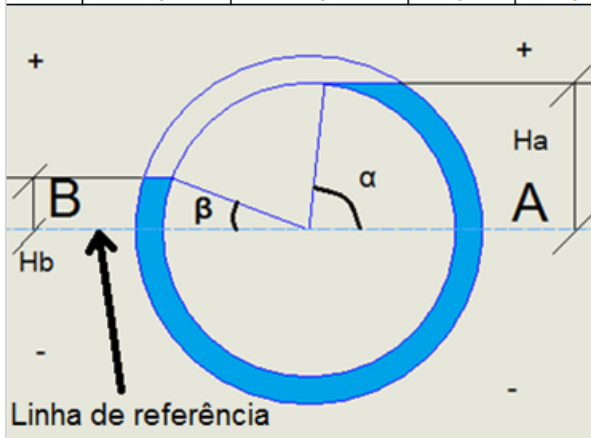 +
+
Ha
α
B
β
A
Hb
-
-
Linha de referência